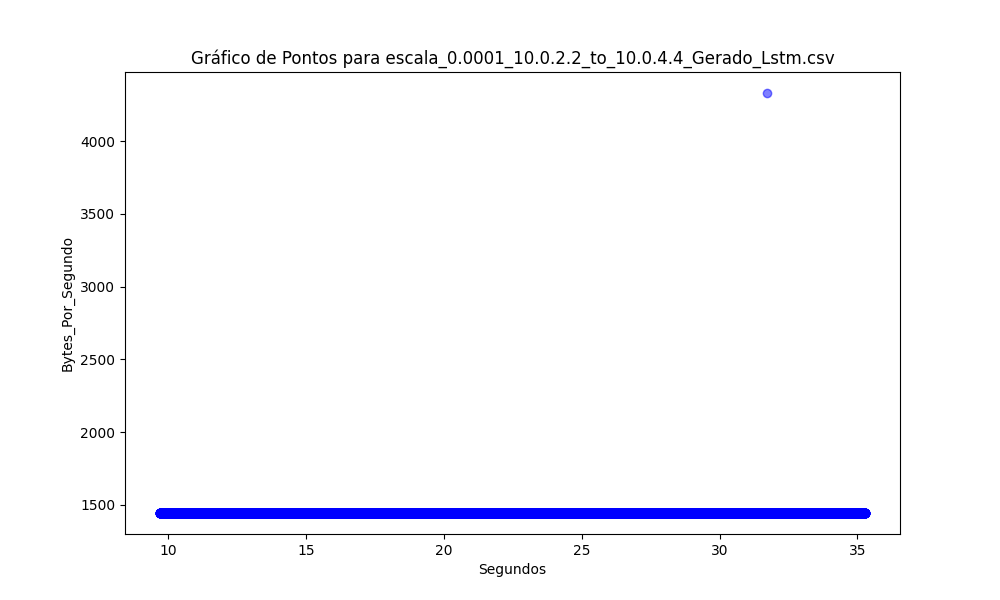 Gráfico de Pontos para escala_0.0001_10.0.2.2_to_10.0.4.4_Gerado_Lstm.csv
Bytes_Por_Segundo
4000
3500
3000
2500
2000
1500
10 15 20 25 30 35
Segundos